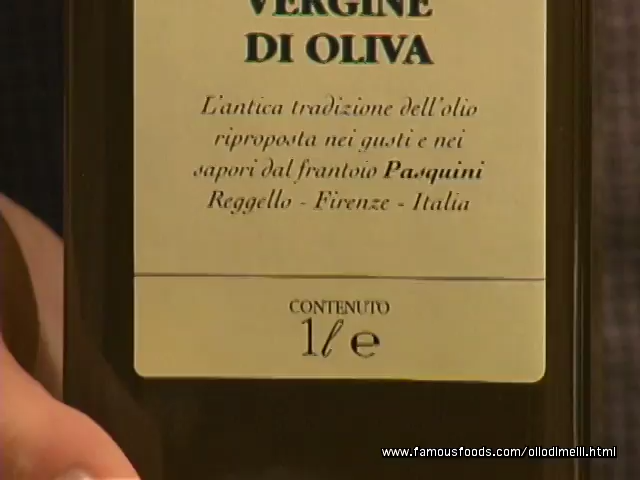 VERGINE
DI OLIVA
L'antica tradizione dell'olio
riproposta nei gusti e nei
sapori dal frantoio Pasquini
Reggello - Firenze - Italia
CONTENUTO
1ℓ ℮
www.famousfoods.com/oliodimelli.html